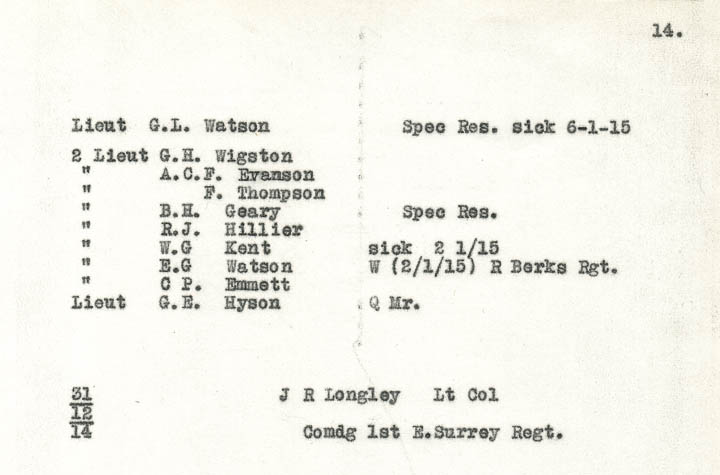 14.
Lieut G.L. Watson Spec Res. sick 6-1-15
2 Lieut G.H. Wigston
" A.C.F. Evanson
" F. Thompson
" B.H. Geary Spec Res.
" R.J. Hillier
" W.G Kent sick 2 1/15
" E.G Watson W (2/1/15) R Berks Rgt.
" C P. Emmett
Lieut G.E. Hyson Q Mr.
31 J R Longley Lt Col
12
14 Comdg 1st E.Surrey Regt.